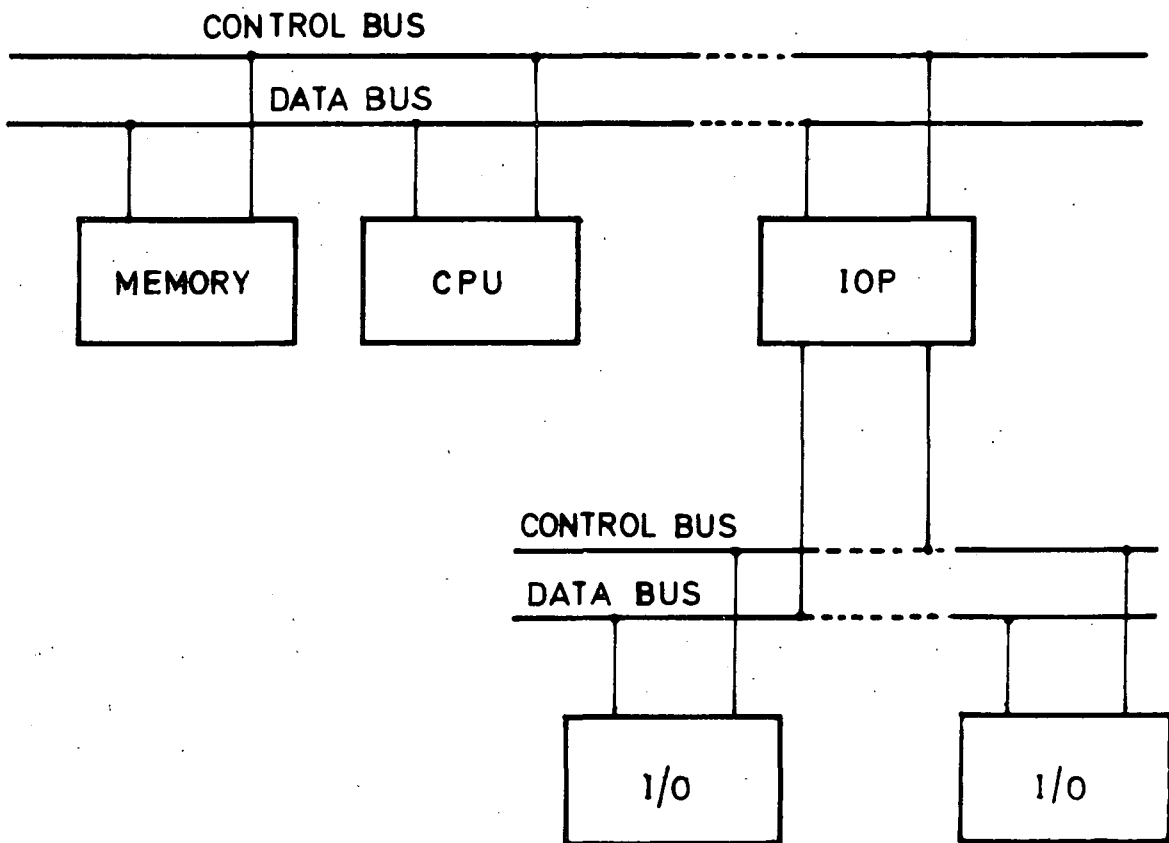 CONTROL BUS
DATA BUS
MEMORY
CPU
IOP
CONTROL BUS
DATA BUS
I/O
I/O